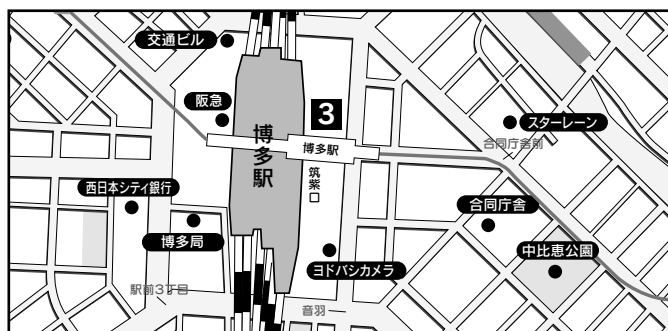 交通ビル
阪急
3
スターレーン
博多駅
博多駅
合同庁舎前
筑紫口
西日本シティ銀行
合同庁舎
博多局
中比恵公園
ヨドバシカメラ
駅前3丁目
音羽